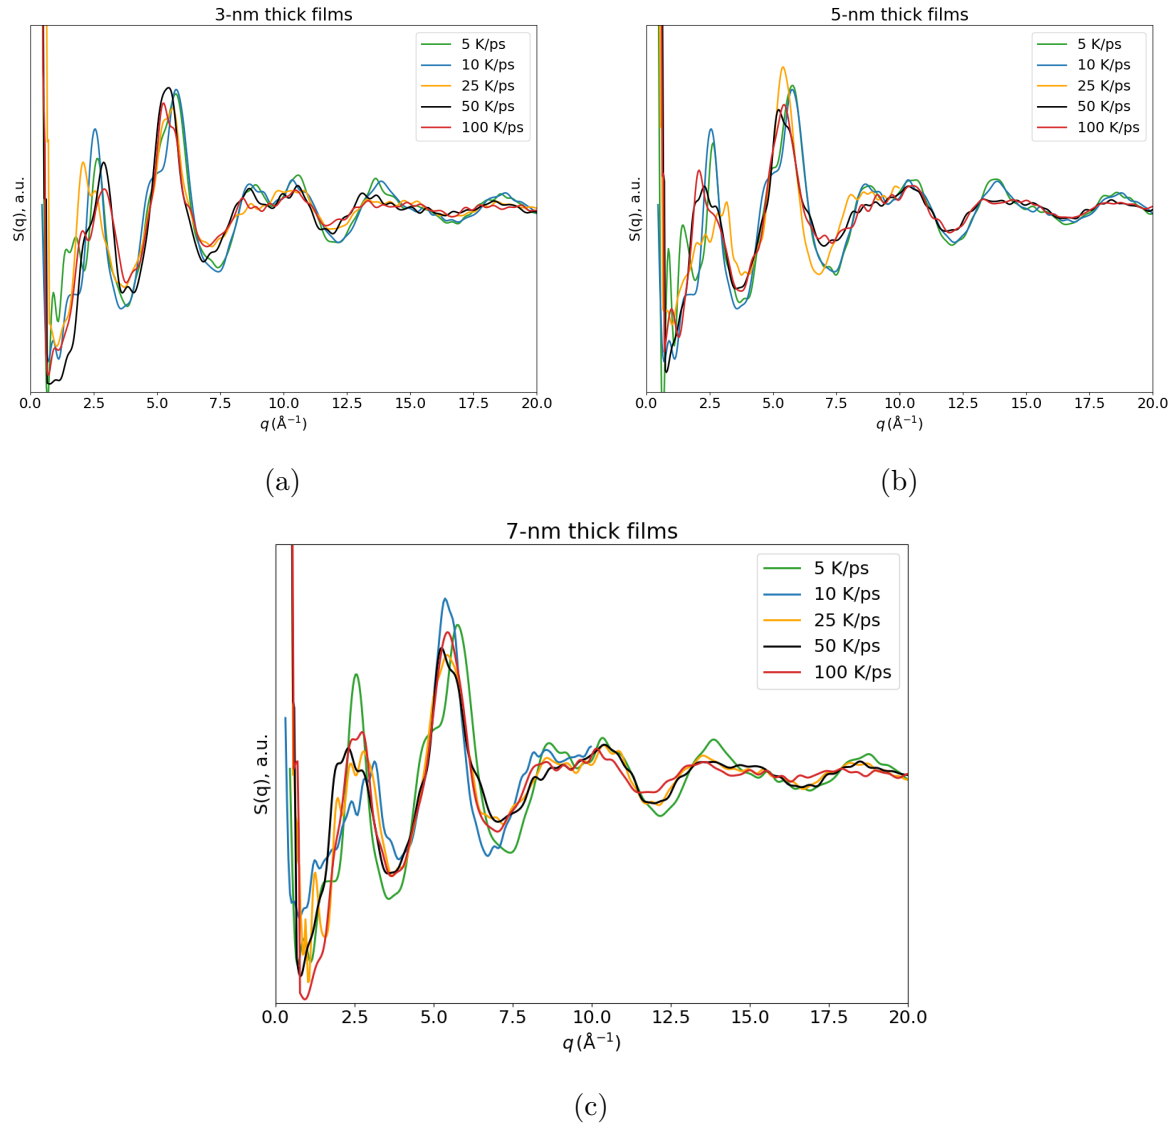 3-nm thick films
S(q), a.u.
5 K/ps
10 K/ps
25 K/ps
50 K/ps
100 K/ps
0.0 2.5 5.0 7.5 10.0 12.5 15.0 17.5 20.0
q (Å⁻¹)
(a)
5-nm thick films
S(q), a.u.
5 K/ps
10 K/ps
25 K/ps
50 K/ps
100 K/ps
0.0 2.5 5.0 7.5 10.0 12.5 15.0 17.5 20.0
q (Å⁻¹)
(b)
7-nm thick films
S(q), a.u.
5 K/ps
10 K/ps
25 K/ps
50 K/ps
100 K/ps
0.0 2.5 5.0 7.5 10.0 12.5 15.0 17.5 20.0
q (Å⁻¹)
(c)